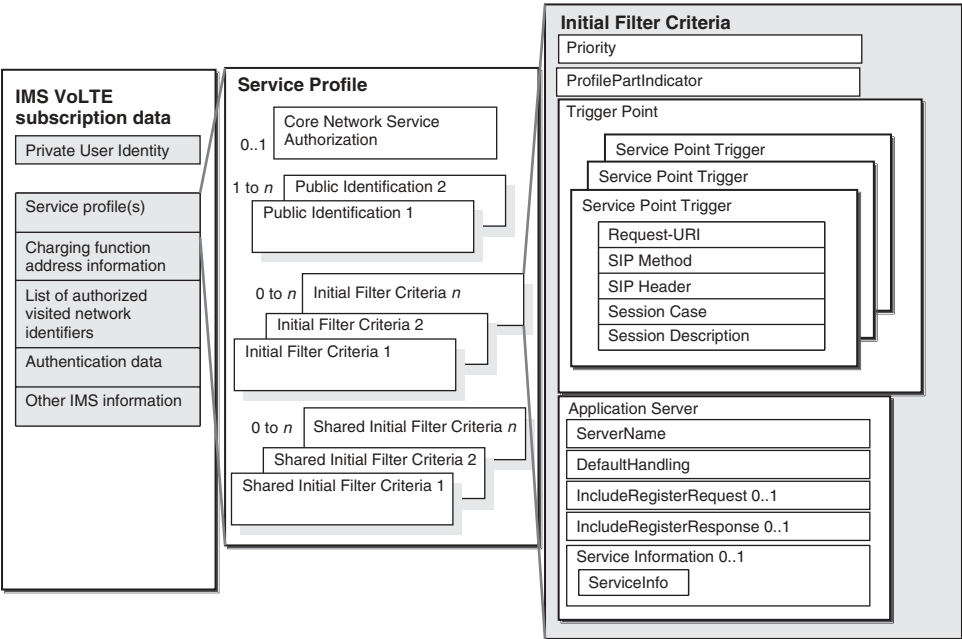 IMS VoLTE
subscription data
Private User Identity
Service profile(s)
Charging function
address information
List of authorized
visited network
identifiers
Authentication data
Other IMS information
Service Profile
0..1
Core Network Service
Authorization
1 to n
Public Identification 2
Public Identification 1
0 to n
Initial Filter Criteria n
Initial Filter Criteria 2
Initial Filter Criteria 1
0 to n
Shared Initial Filter Criteria n
Shared Initial Filter Criteria 2
Shared Initial Filter Criteria 1
Initial Filter Criteria
Priority
ProfilePartIndicator
Trigger Point
Service Point Trigger
Service Point Trigger
Service Point Trigger
Request-URI
SIP Method
SIP Header
Session Case
Session Description
Application Server
ServerName
DefaultHandling
IncludeRegisterRequest 0..1
IncludeRegisterResponse 0..1
Service Information 0..1
ServiceInfo